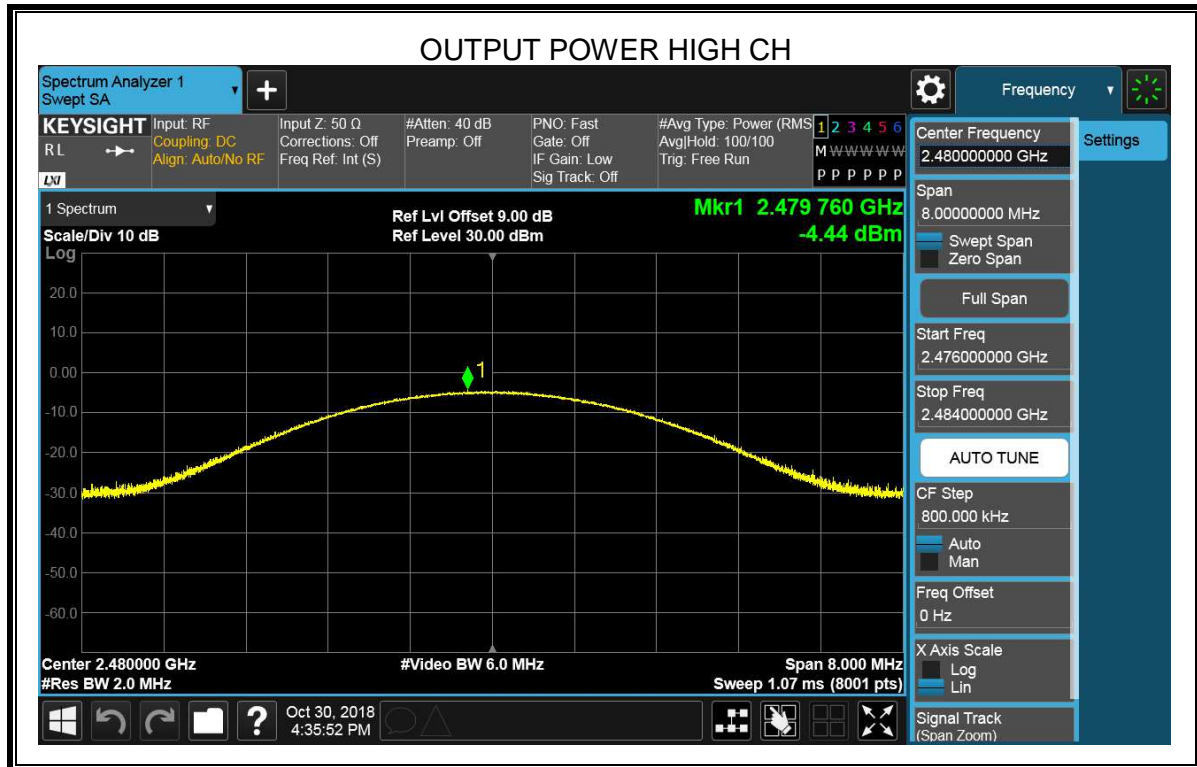 OUTPUT POWER HIGH CH
Spectrum Analyzer 1
Swept SA
Frequency
KEYSIGHT
RL
LXI
Input: RF
Coupling: DC
Align: Auto/No RF
Input Z: 50 Ω
Corrections: Off
Freq Ref: Int (S)
#Atten: 40 dB
Preamp: Off
PNO: Fast
Gate: Off
IF Gain: Low
Sig Track: Off
#Avg Type: Power (RMS
Avg|Hold: 100/100
Trig: Free Run
1 2 3 4 5 6
M W W W W W
P P P P P P
1 Spectrum
Scale/Div 10 dB
Ref Lvl Offset 9.00 dB
Ref Level 30.00 dBm
Mkr1 2.479 760 GHz
-4.44 dBm
Log
20.0
10.0
0.00
-10.0
-20.0
-30.0
-40.0
-50.0
-60.0
1
Center 2.480000 GHz
#Res BW 2.0 MHz
#Video BW 6.0 MHz
Span 8.000 MHz
Sweep 1.07 ms (8001 pts)
?
Oct 30, 2018
4:35:52 PM
Center Frequency
2.480000000 GHz
Settings
Span
8.00000000 MHz
Swept Span
Zero Span
Full Span
Start Freq
2.476000000 GHz
Stop Freq
2.484000000 GHz
AUTO TUNE
CF Step
800.000 kHz
Auto
Man
Freq Offset
0 Hz
X Axis Scale
Log
Lin
Signal Track
(Span Zoom)